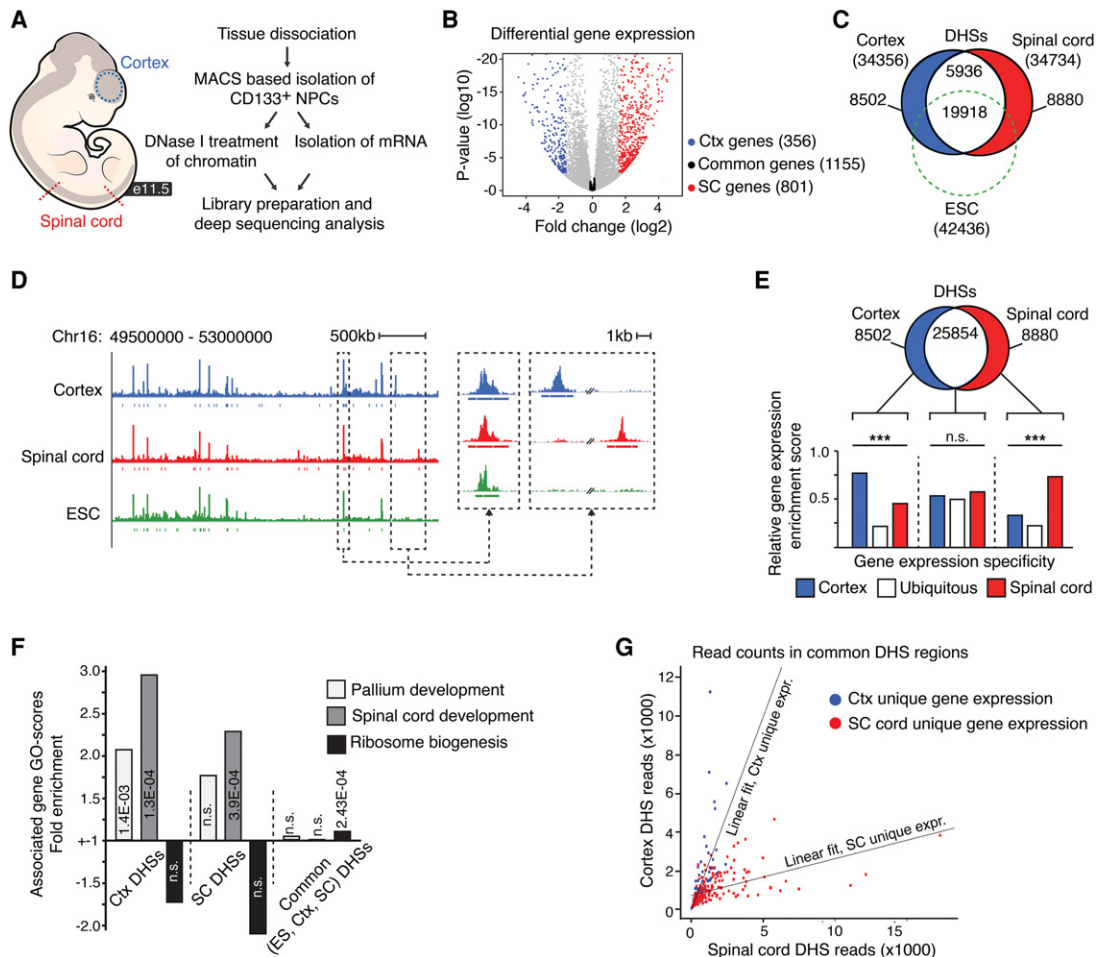 A
Cortex
e11.5
Spinal cord
Tissue dissociation
MACS based isolation of
CD133+ NPCs
DNase I treatment
of chromatin
Isolation of mRNA
Library preparation and
deep sequencing analysis
B
Differential gene expression
P-value (log10)
-20
-15
-10
-5
-0
-4
-2
0
2
4
Fold change (log2)
Ctx genes (356)
Common genes (1155)
SC genes (801)
C
DHSs
Cortex
(34356)
Spinal cord
(34734)
5936
8502
8880
19918
ESC
(42436)
D
Chr16: 49500000 - 53000000
500kb
1kb
Cortex
Spinal cord
ESC
E
DHSs
Cortex
8502
25854
Spinal cord
8880
***
n.s.
***
Relative gene expression
enrichment score
1.0
0.5
Gene expression specificity
Cortex
Ubiquitous
Spinal cord
F
Associated gene GO-scores
Fold enrichment
3.0
2.5
2.0
1.5
+-1
-1.5
-2.0
1.4E-03
1.3E-04
n.s.
n.s.
3.9E-04
n.s.
n.s.
n.s.
2.43E-04
Ctx DHSs
SC DHSs
Common
(ES, Ctx, SC) DHSs
Pallium development
Spinal cord development
Ribosome biogenesis
G
Read counts in common DHS regions
Cortex DHS reads (x1000)
12
10
8
6
4
2
0
0
5
10
15
Spinal cord DHS reads (x1000)
Linear fit, Ctx unique expr.
Linear fit, SC unique expr.
Ctx unique gene expression
SC cord unique gene expression